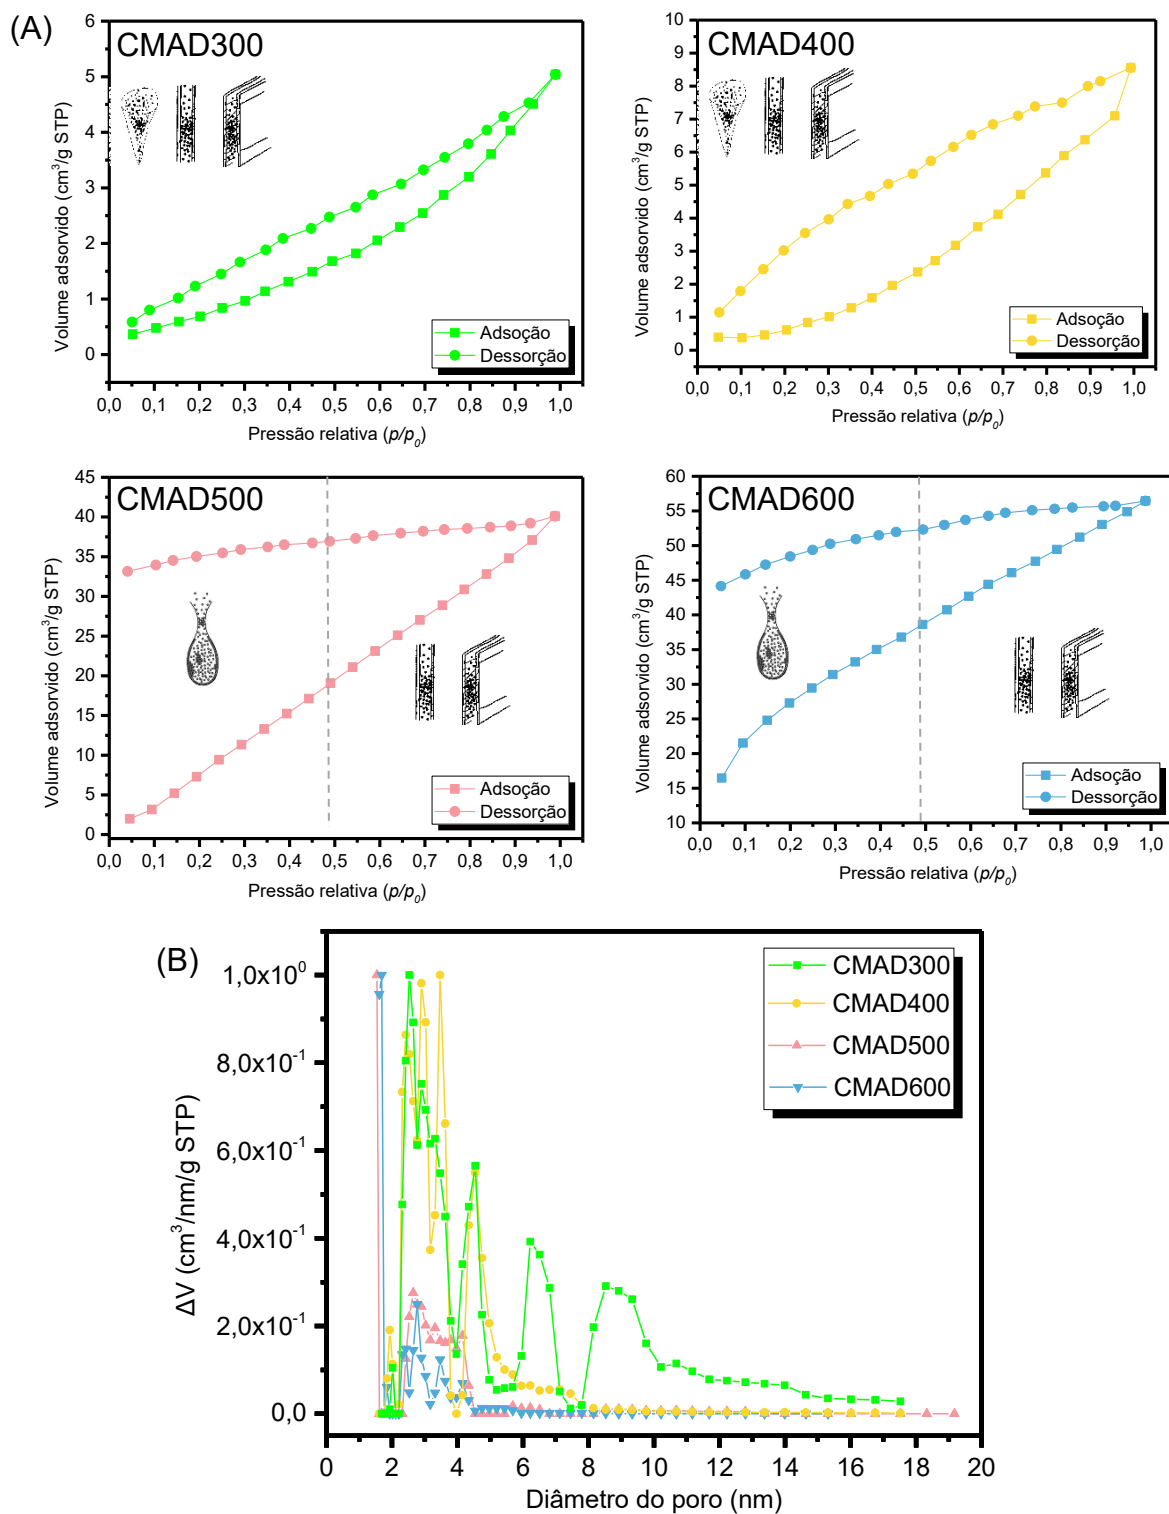 (A)
CMAD300
Volume adsorvido (cm³/g STP)
6
5
4
3
2
1
0
Adsoção
Dessorção
0,0 0,1 0,2 0,3 0,4 0,5 0,6 0,7 0,8 0,9 1,0
Pressão relativa (p/p₀)
CMAD400
Volume adsorvido (cm³/g STP)
10
9
8
7
6
5
4
3
2
1
0
Adsoção
Dessorção
0,0 0,1 0,2 0,3 0,4 0,5 0,6 0,7 0,8 0,9 1,0
Pressão relativa (p/p₀)
CMAD500
Volume adsorvido (cm³/g STP)
45
40
35
30
25
20
15
10
5
0
Adsoção
Dessorção
0,0 0,1 0,2 0,3 0,4 0,5 0,6 0,7 0,8 0,9 1,0
Pressão relativa (p/p₀)
CMAD600
Volume adsorvido (cm³/g STP)
60
55
50
45
40
35
30
25
20
15
10
Adsoção
Dessorção
0,0 0,1 0,2 0,3 0,4 0,5 0,6 0,7 0,8 0,9 1,0
Pressão relativa (p/p₀)
(B)
ΔV (cm³/nm/g STP)
1,0x10⁰
8,0x10⁻¹
6,0x10⁻¹
4,0x10⁻¹
2,0x10⁻¹
0,0
CMAD300
CMAD400
CMAD500
CMAD600
0 2 4 6 8 10 12 14 16 18 20
Diâmetro do poro (nm)